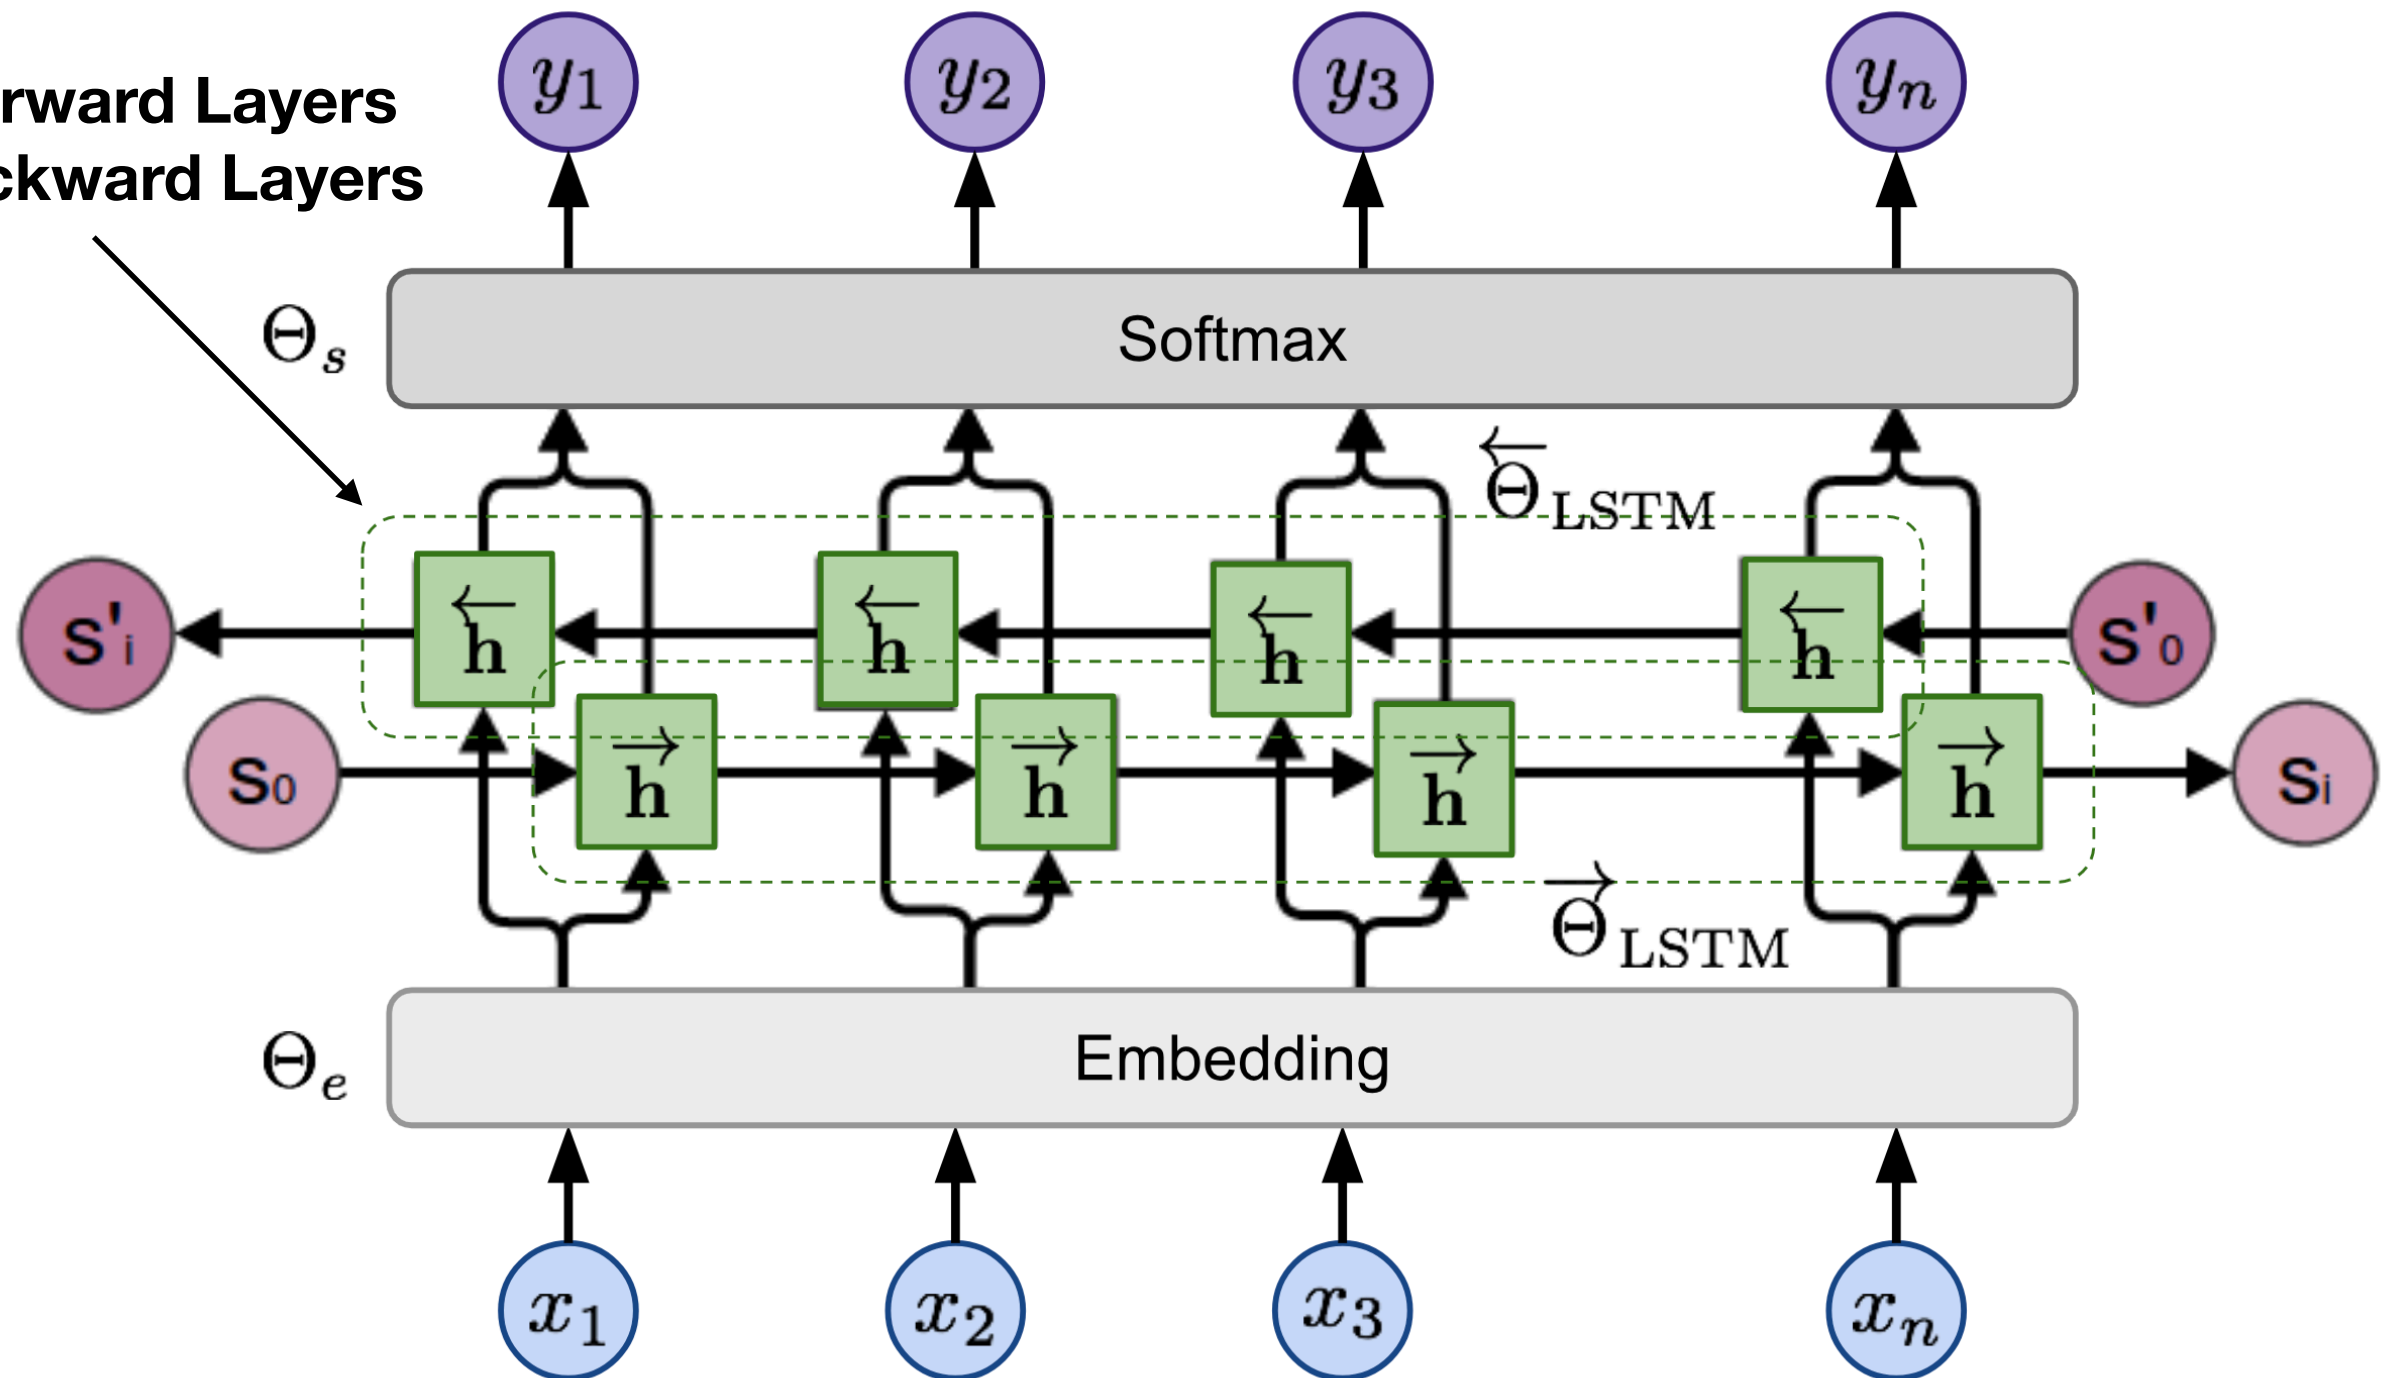 y₁ y₂ y₃ yₙ
rward Layers
ckward Layers
Θₛ Softmax
←Θ LSTM
s'ᵢ ←h ←h ←h ←h s'₀
s₀ →h →h →h →h sᵢ
→Θ LSTM
Θₑ Embedding
x₁ x₂ x₃ xₙ